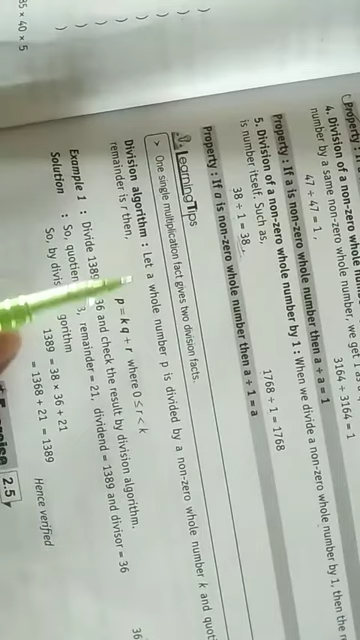 35 × 40 × 5
Property :
4. Division of a non-zero whole
number by a same non-zero whole number, we get 1 as
47 ÷ 47 = 1, 3164 ÷ 3164 = 1
Property : If a is non-zero whole number then a ÷ a = 1
5. Division of a non-zero whole number by 1 : When we divide a non-zero whole number by 1, then the
is number itself. Such as,
38 ÷ 1 = 38, 1768 ÷ 1 = 1768
Property : If a is non-zero whole number then a ÷ 1 = a
LearningTips
One single multiplication fact gives two division facts.
Division algorithm : Let a whole number p is divided by a non-zero whole number k and quot
remainder is r then,
p = k q + r where 0 ≤ r < k
Example 1 : Divide 1389 36 and check the result by division algorithm.
Solution : So, quotien 3, remainder = 21, dividend = 1389 and divisor = 36
So, by divis gorithm
1389 = 38 × 36 + 21
= 1368 + 21 = 1389 Hence verified
36
2.5